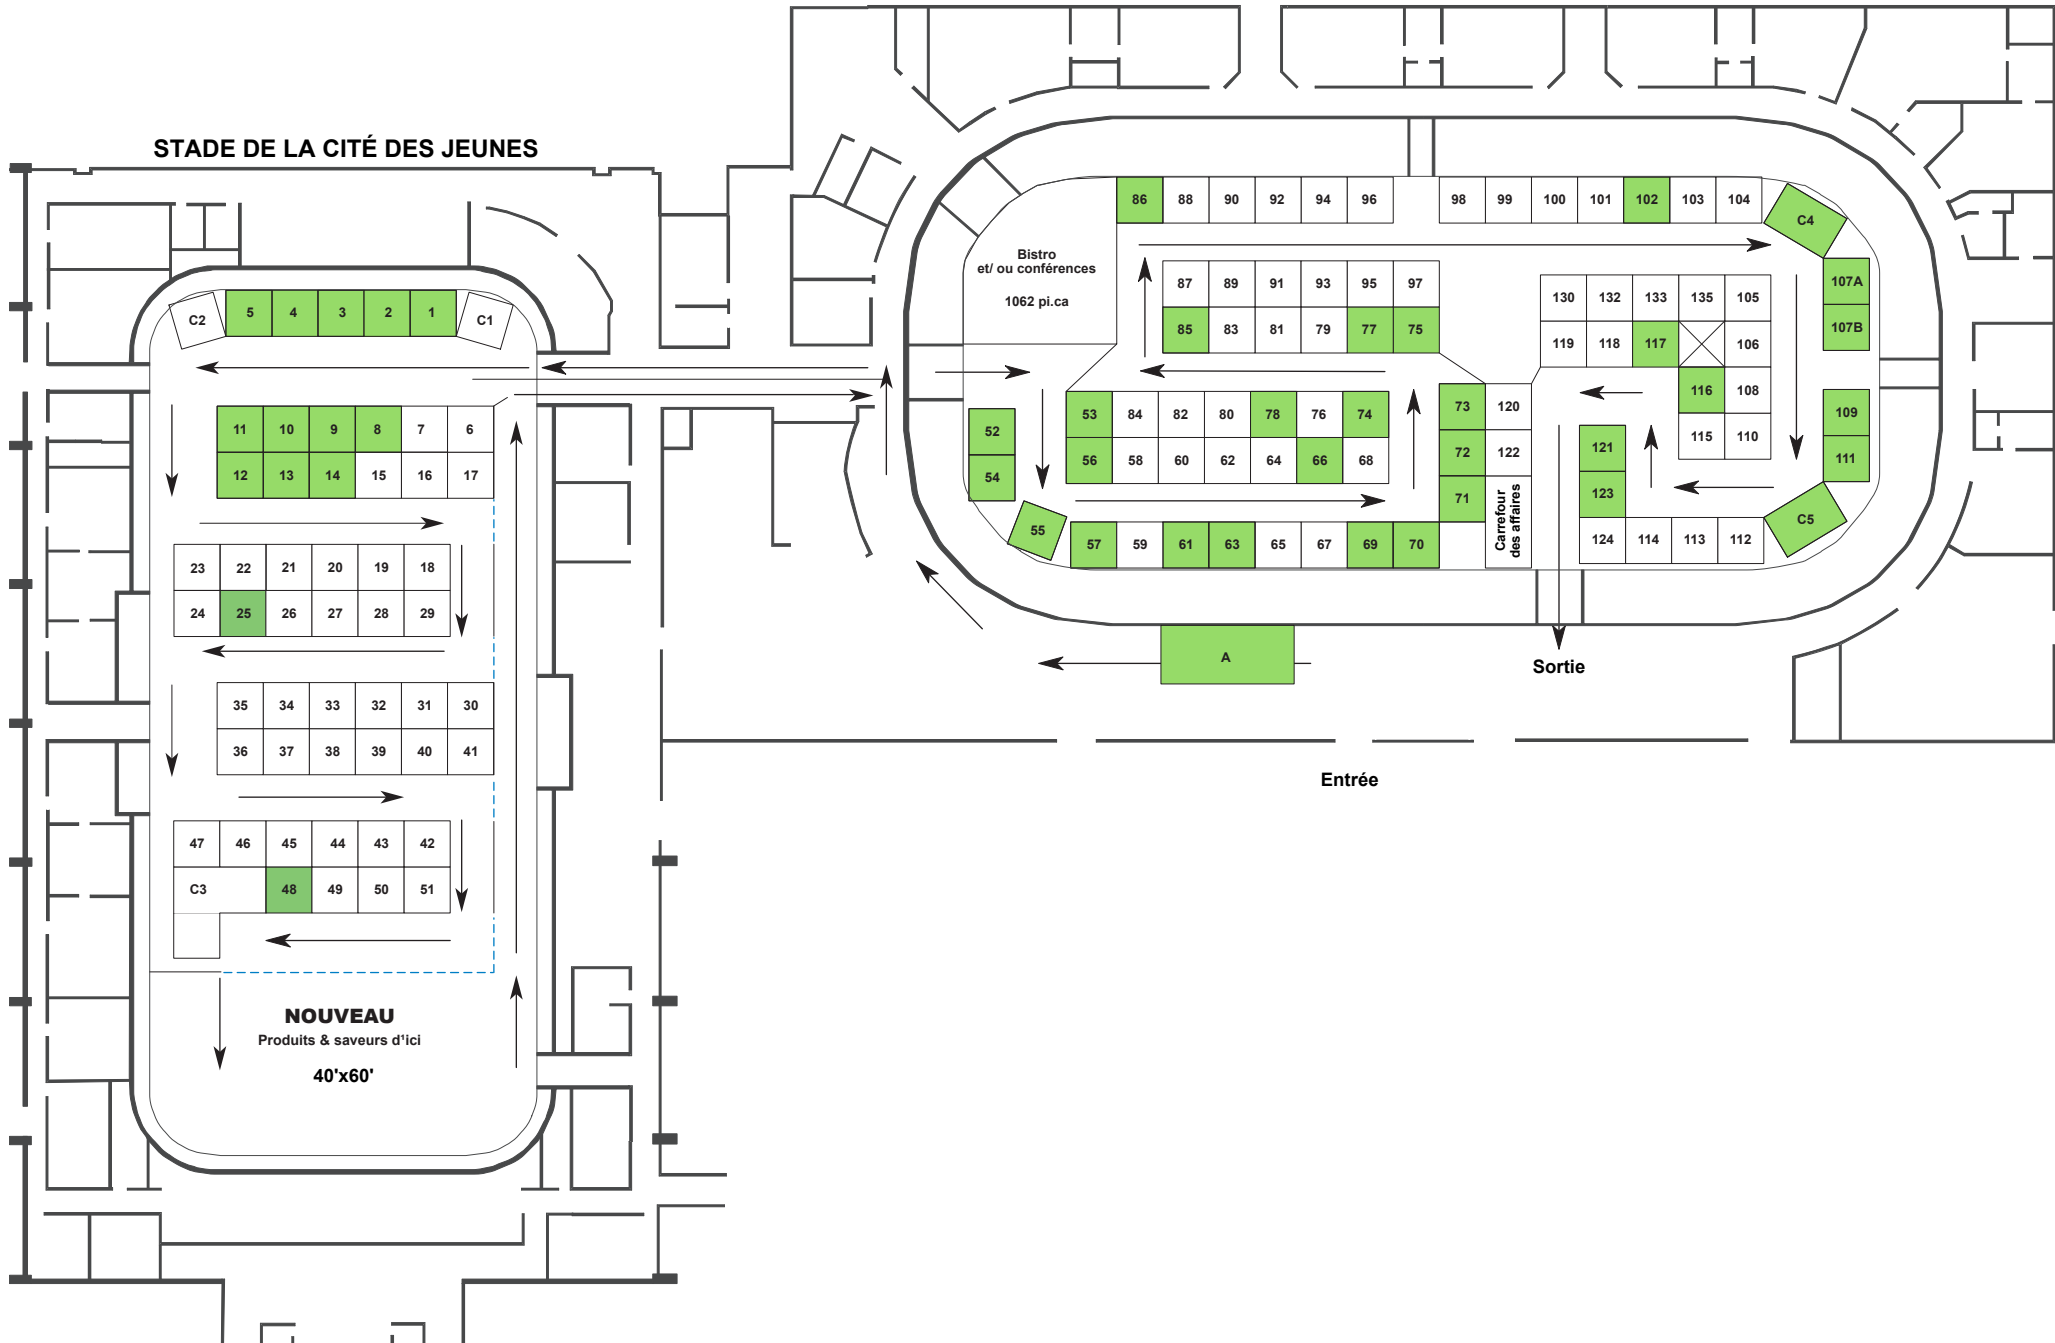 STADE DE LA CITÉ DES JEUNES
C2 5 4 3 2 1 C1
11 10 9 8 7 6
12 13 14 15 16 17
23 22 21 20 19 18
24 25 26 27 28 29
35 34 33 32 31 30
36 37 38 39 40 41
47 46 45 44 43 42
C3 48 49 50 51
NOUVEAU
Produits & saveurs d'ici
40'x60'
86 88 90 92 94 96 98 99 100 101 102 103 104
C4
Bistro
et/ ou conférences
1062 pi.ca
87 89 91 93 95 97
85 83 81 79 77 75
130 132 133 135 105
119 118 117 106
116 108
115 110
107A
107B
109
111
C5
52
54
55
53 84 82 80 78 76 74
56 58 60 62 64 66 68
57 59 61 63 65 67 69 70
73 120
72 122
71
Carrefour
des affaires
121
123
124 114 113 112
A
Sortie
Entrée